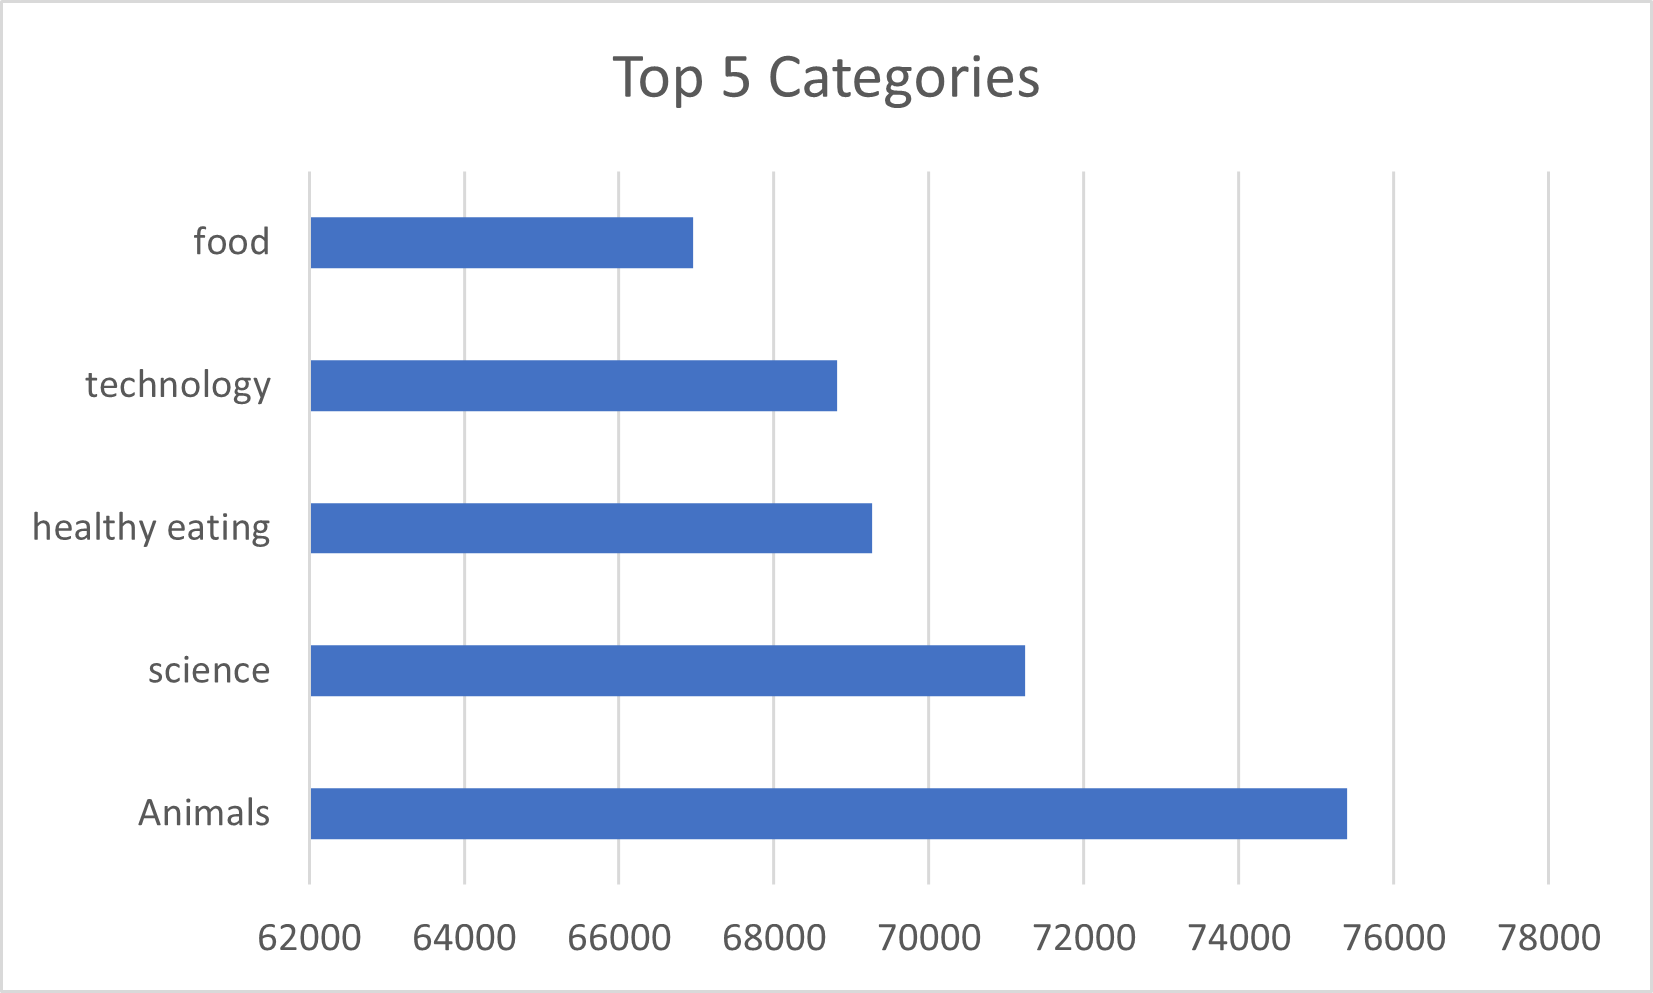 Top 5 Categories
food
technology
healthy eating
science
Animals
62000 64000 66000 68000 70000 72000 74000 76000 78000